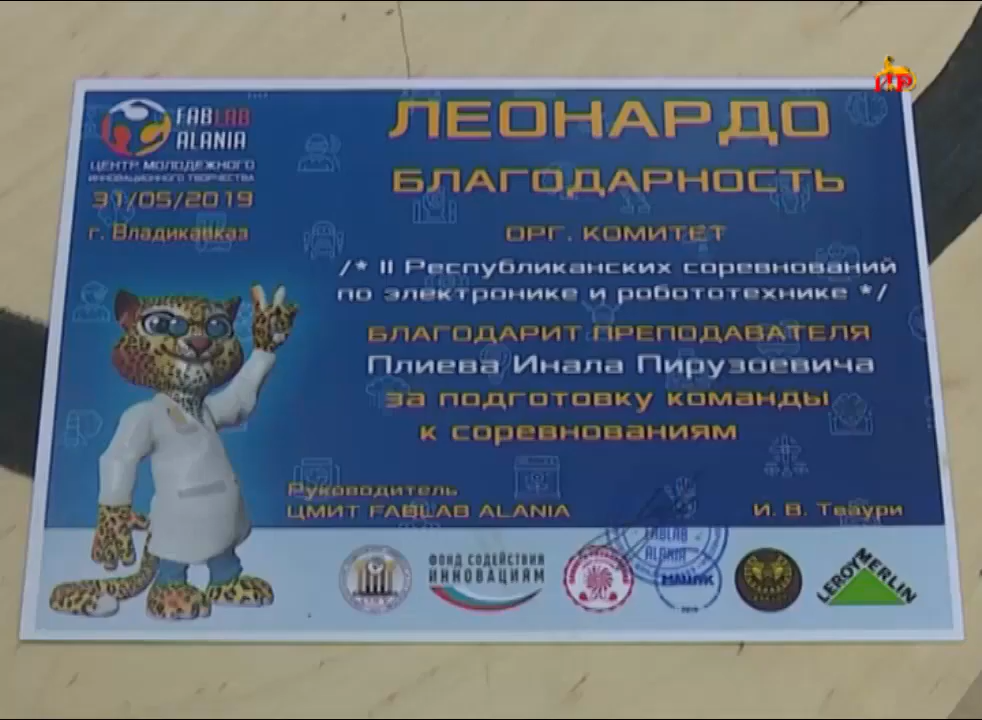 FABLAB
ALANIA
ЦЕНТР МОЛОДЕЖНОГО
ИННОВАЦИОННОГО ТВОРЧЕСТВА
31/05/2019
г. Владикавказ
ЛЕОНАРДО
БЛАГОДАРНОСТЬ
ОРГ. КОМИТЕТ
/* II Республиканских соревнований
по электронике и робототехнике */
БЛАГОДАРИТ ПРЕПОДАВАТЕЛЯ
Плиева Инала Пирузоевича
за подготовку команды
к соревнованиям
Руководитель
ЦМИТ FABLAB ALANIA
И. В. Тваури
ФОНД СОДЕЙСТВИЯ
ИННОВАЦИЯМ
FABLAB
ALANIA
LEROY MERLIN